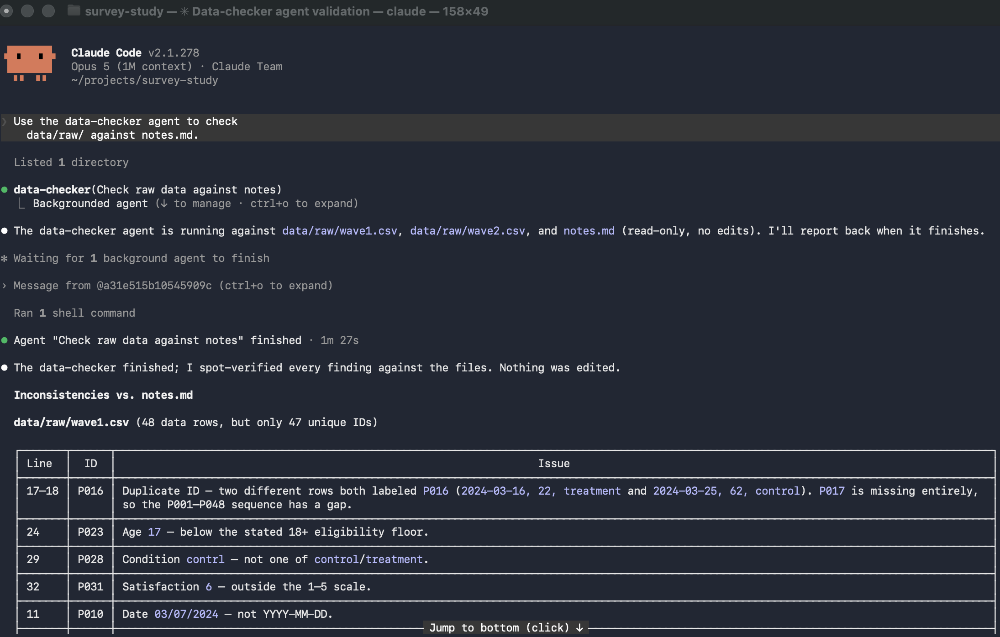 survey-study — ✳ Data-checker agent validation — claude — 158×49
Claude Code v2.1.278
Opus 5 (1M context) · Claude Team
~/projects/survey-study
❯ Use the data-checker agent to check
data/raw/ against notes.md.
Listed 1 directory
● data-checker(Check raw data against notes)
⎿ Backgrounded agent (↓ to manage · ctrl+o to expand)
● The data-checker agent is running against data/raw/wave1.csv, data/raw/wave2.csv, and notes.md (read-only, no edits). I'll report back when it finishes.
✻ Waiting for 1 background agent to finish
› Message from @a31e515b10545909c (ctrl+o to expand)
Ran 1 shell command
● Agent "Check raw data against notes" finished · 1m 27s
● The data-checker finished; I spot-verified every finding against the files. Nothing was edited.
Inconsistencies vs. notes.md
data/raw/wave1.csv (48 data rows, but only 47 unique IDs)
Line ID Issue
17–18 P016 Duplicate ID — two different rows both labeled P016 (2024-03-16, 22, treatment and 2024-03-25, 62, control). P017 is missing entirely,
so the P001–P048 sequence has a gap.
24 P023 Age 17 — below the stated 18+ eligibility floor.
29 P028 Condition contrl — not one of control/treatment.
32 P031 Satisfaction 6 — outside the 1–5 scale.
11 P010 Date 03/07/2024 — not YYYY-MM-DD.
Jump to bottom (click) ↓